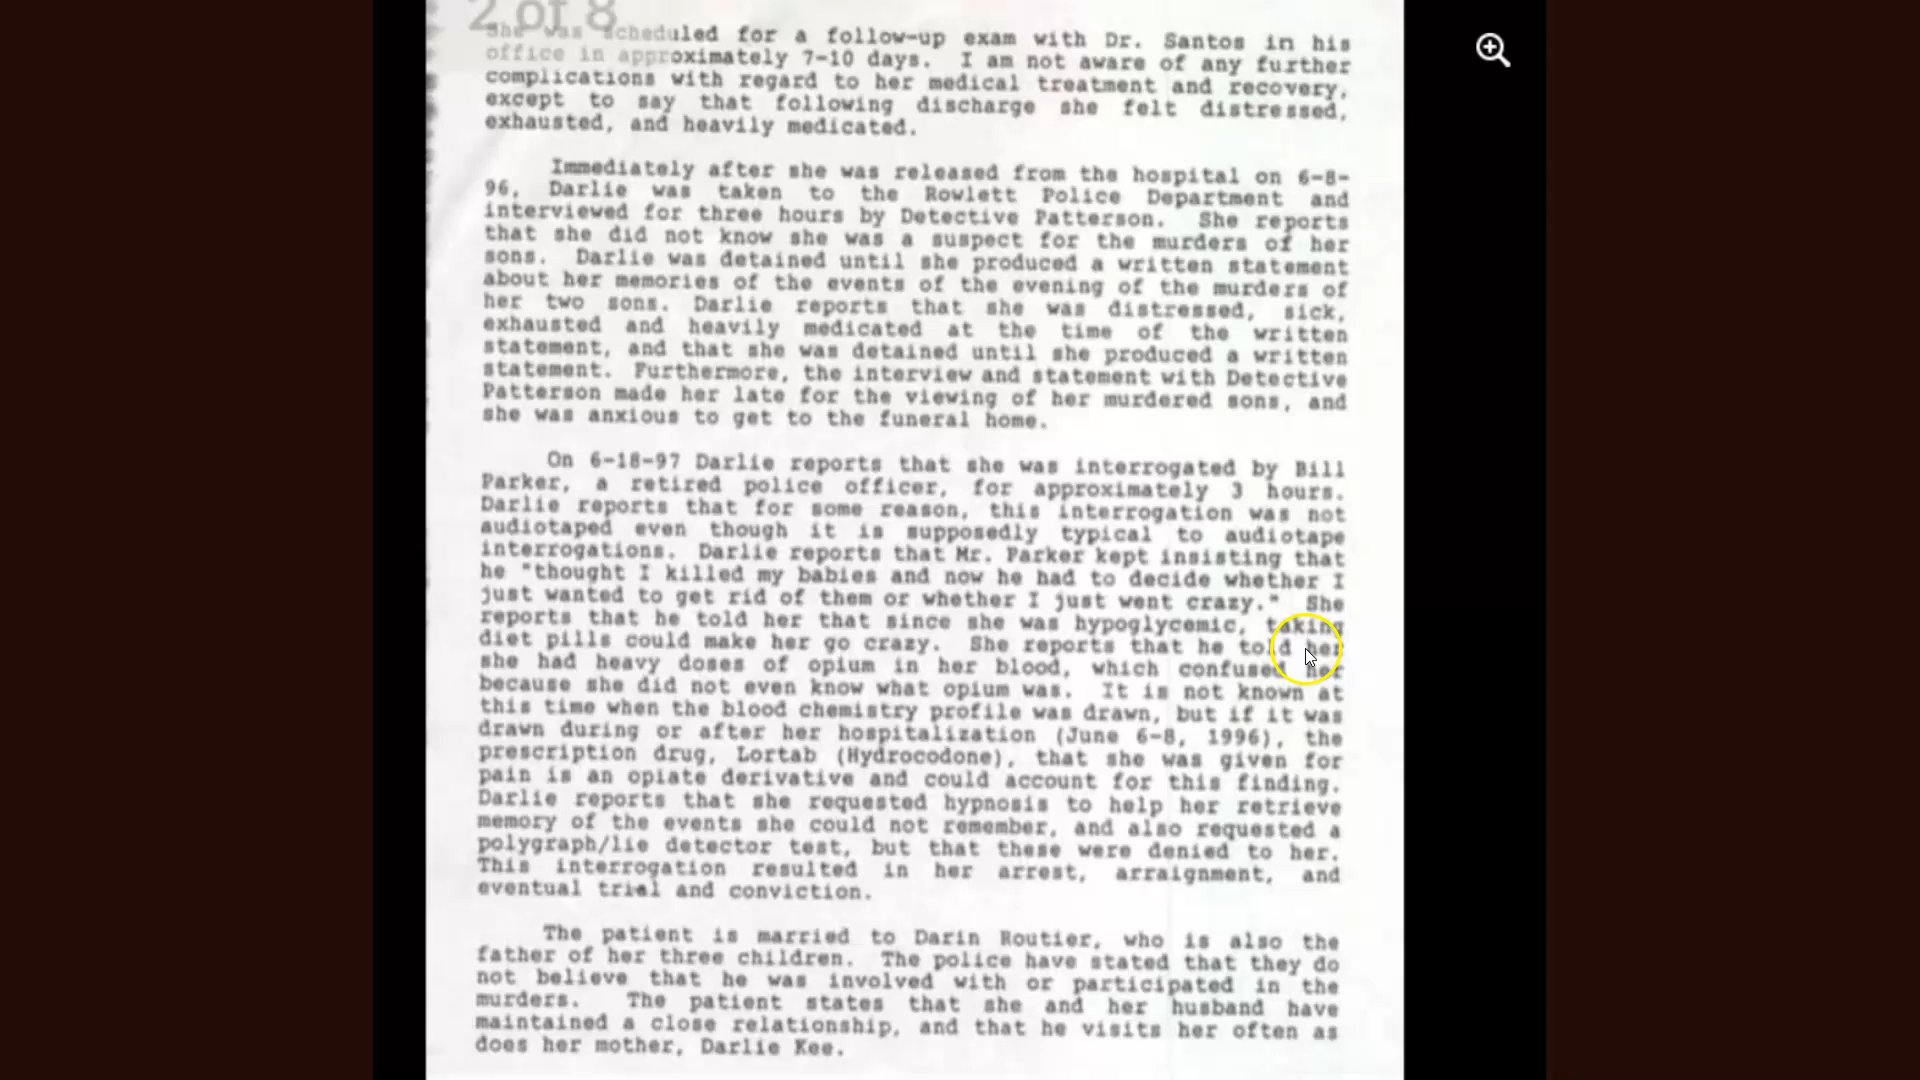 2 of 8
She was scheduled for a follow-up exam with Dr. Santos in his
office in approximately 7-10 days. I am not aware of any further
complications with regard to her medical treatment and recovery,
except to say that following discharge she felt distressed,
exhausted, and heavily medicated.
Immediately after she was released from the hospital on 6-8-
96, Darlie was taken to the Rowlett Police Department and
interviewed for three hours by Detective Patterson. She reports
that she did not know she was a suspect for the murders of her
sons. Darlie was detained until she produced a written statement
about her memories of the events of the evening of the murders of
her two sons. Darlie reports that she was distressed, sick,
exhausted and heavily medicated at the time of the written
statement, and that she was detained until she produced a written
statement. Furthermore, the interview and statement with Detective
Patterson made her late for the viewing of her murdered sons, and
she was anxious to get to the funeral home.
On 6-18-97 Darlie reports that she was interrogated by Bill
Parker, a retired police officer, for approximately 3 hours.
Darlie reports that for some reason, this interrogation was not
audiotaped even though it is supposedly typical to audiotape
interrogations. Darlie reports that Mr. Parker kept insisting that
he "thought I killed my babies and now he had to decide whether I
just wanted to get rid of them or whether I just went crazy." She
reports that he told her that since she was hypoglycemic, taking
diet pills could make her go crazy. She reports that he told her
she had heavy doses of opium in her blood, which confused her
because she did not even know what opium was. It is not known at
this time when the blood chemistry profile was drawn, but if it was
drawn during or after her hospitalization (June 6-8, 1996), the
prescription drug, Lortab (Hydrocodone), that she was given for
pain is an opiate derivative and could account for this finding.
Darlie reports that she requested hypnosis to help her retrieve
memory of the events she could not remember, and also requested a
polygraph/lie detector test, but that these were denied to her.
This interrogation resulted in her arrest, arraignment, and
eventual trial and conviction.
The patient is married to Darin Routier, who is also the
father of her three children. The police have stated that they do
not believe that he was involved with or participated in the
murders. The patient states that she and her husband have
maintained a close relationship, and that he visits her often as
does her mother, Darlie Kee.